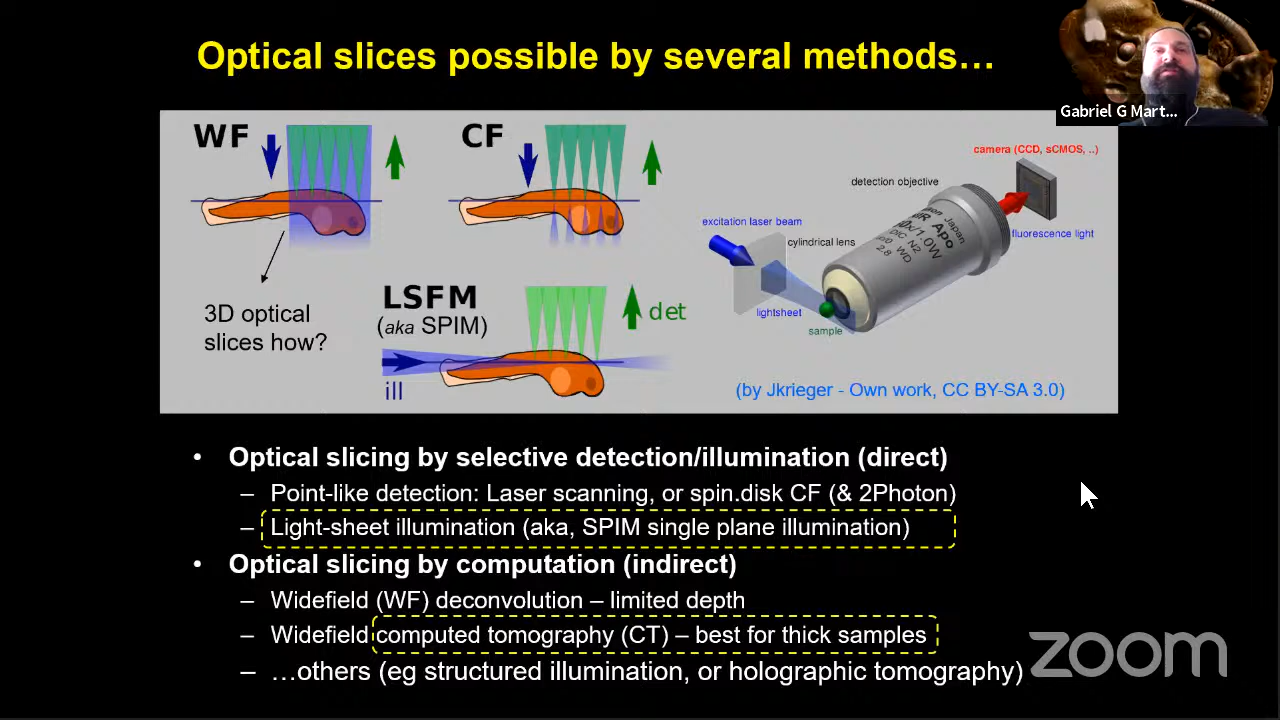 Optical slices possible by several methods…
Gabriel G Mart...
WF
CF
3D optical
slices how?
LSFM
(aka SPIM)
det
ill
camera (CCD, sCMOS, ..)
detection objective
excitation laser beam
cylindrical lens
fluorescence light
lightsheet
sample
(by Jkrieger - Own work, CC BY-SA 3.0)
• Optical slicing by selective detection/illumination (direct)
– Point-like detection: Laser scanning, or spin.disk CF (& 2Photon)
– Light-sheet illumination (aka, SPIM single plane illumination)
• Optical slicing by computation (indirect)
– Widefield (WF) deconvolution – limited depth
– Widefield computed tomography (CT) – best for thick samples
– …others (eg structured illumination, or holographic tomography)
zoom